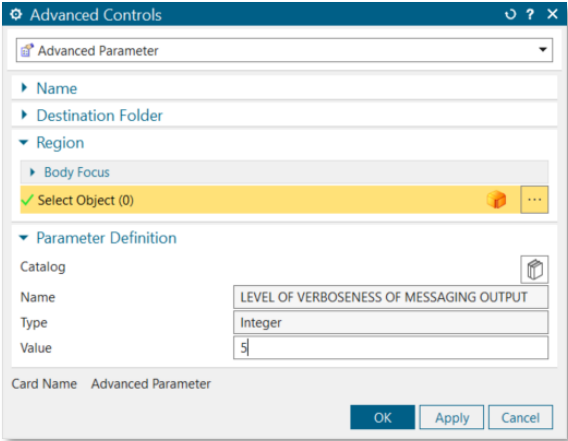 Advanced Controls
Advanced Parameter
Name
Destination Folder
Region
Body Focus
Select Object (0)
Parameter Definition
Catalog
Name LEVEL OF VERBOSENESS OF MESSAGING OUTPUT
Type Integer
Value 5
Card Name Advanced Parameter
OK Apply Cancel